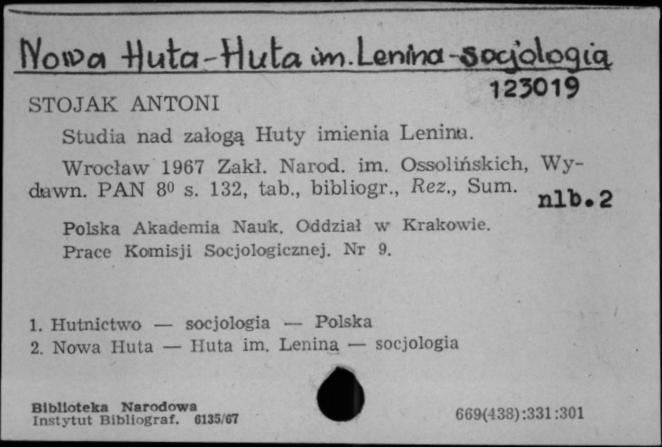 Nowa Huta-Huta im. Lenina-socjologia
123019
STOJAK ANTONI
Studia nad załogą Huty imienia Lenina.
Wrocław 1967 Zakł. Narod. im. Ossolińskich, Wy-
dawn. PAN 8⁰ s. 132, tab., bibliogr., Rez., Sum.
nlb.2
Polska Akademia Nauk. Oddział w Krakowie.
Prace Komisji Socjologicznej. Nr 9.
1. Hutnictwo — socjologia — Polska
2. Nowa Huta — Huta im. Lenina — socjologia
Biblioteka Narodowa
Instytut Bibliograf. 6135/67
669(438):331:301